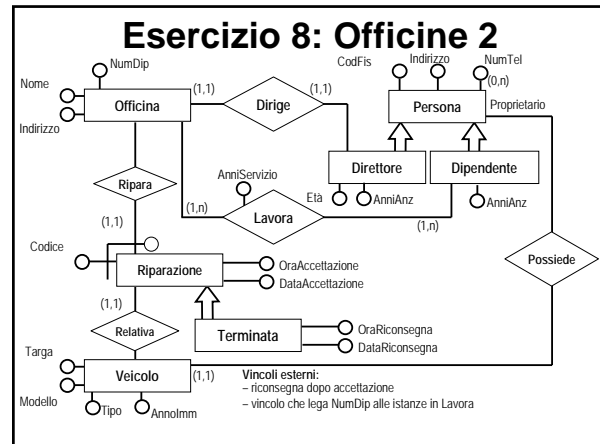 Esercizio 8: Officine 2
NumDip
CodFis
Indirizzo
NumTel
Nome
(1,1)
(1,1)
(0,n)
Officina
Dirige
Persona
Proprietario
Indirizzo
Direttore
Dipendente
AnniServizio
Ripara
Età
AnniAnz
AnniAnz
(1,n)
Lavora
(1,n)
(1,1)
Codice
Riparazione
OraAccettazione
DataAccettazione
Possiede
(1,1)
Relativa
Terminata
OraRiconsegna
DataRiconsegna
Targa
Veicolo
(1,1)
Modello
Tipo
AnnoImm
Vincoli esterni:
– riconsegna dopo accettazione
– vincolo che lega NumDip alle istanze in Lavora